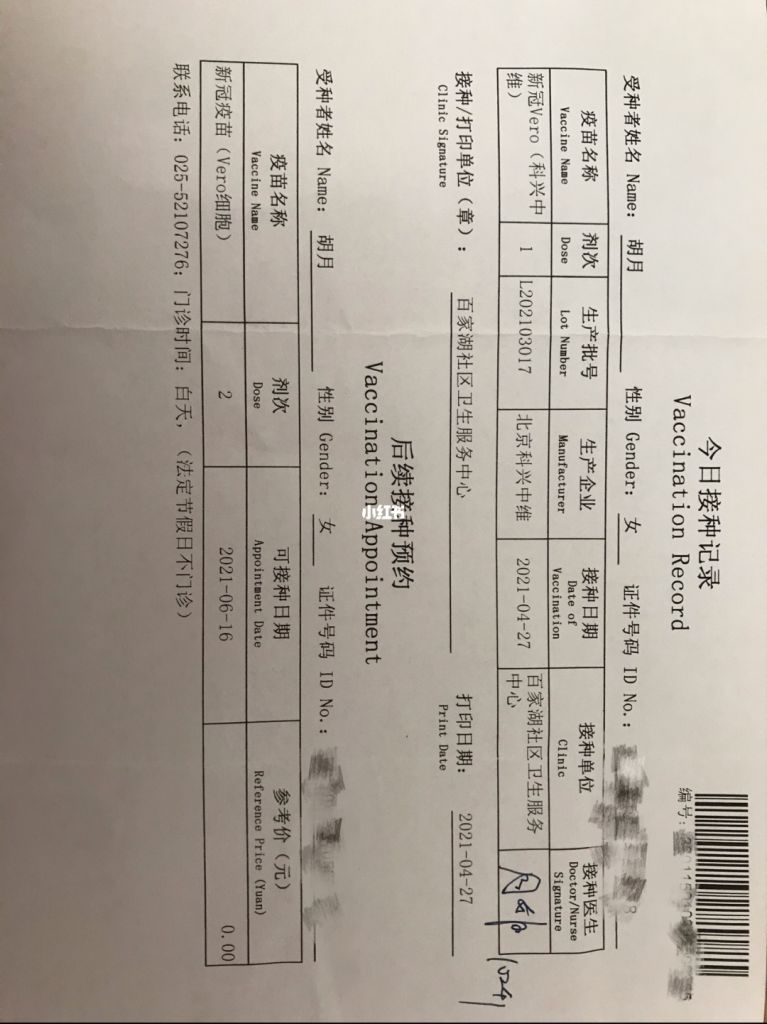 今日接种记录
Vaccination Record
编号:
受种者姓名 Name: 胡月 性别 Gender: 女 证件号码 ID No.:
疫苗名称 剂次 生产批号 生产企业 接种日期 接种单位 接种医生
Vaccine Name Dose Lot Number Manufacturer Date of Vaccination Clinic Doctor/Nurse Signature
新冠Vero（科兴中维） 1 L202103017 北京科兴中维 2021-04-27 百家湖社区卫生服务中心
接种/打印单位（章）: 百家湖社区卫生服务中心 打印日期: 2021-04-27
Clinic Signature Print Date
后续接种预约
Vaccination Appointment
小红书
受种者姓名 Name: 胡月 性别 Gender: 女 证件号码 ID No.:
疫苗名称 剂次 可接种日期 参考价（元）
Vaccine Name Dose Appointment Date Reference Price (Yuan)
新冠疫苗（Vero细胞） 2 2021-06-16 0.00
联系电话: 025-52107276; 门诊时间: 白天, （法定节假日不门诊）